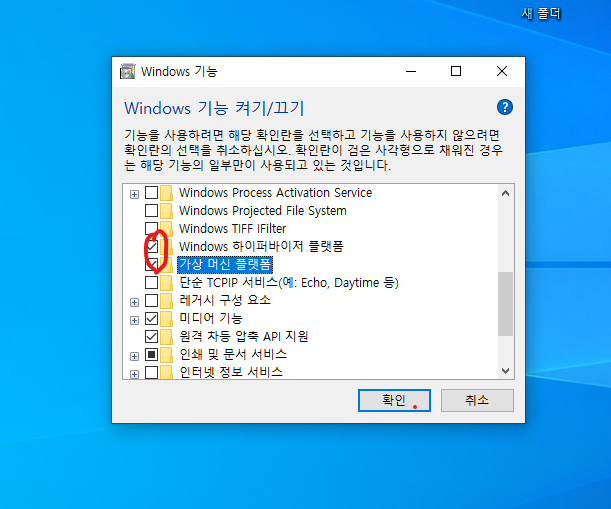 새 폴더
Windows 기능
Windows 기능 켜기/끄기
기능을 사용하려면 해당 확인란을 선택하고 기능을 사용하지 않으려면
확인란의 선택을 취소하십시오. 확인란이 검은 사각형으로 채워진 경우
는 해당 기능의 일부만이 사용되고 있는 것입니다.
Windows Process Activation Service
Windows Projected File System
Windows TIFF IFilter
Windows 하이퍼바이저 플랫폼
가상 머신 플랫폼
단순 TCPIP 서비스(예: Echo, Daytime 등)
레거시 구성 요소
미디어 기능
원격 차등 압축 API 지원
인쇄 및 문서 서비스
인터넷 정보 서비스
확인
취소